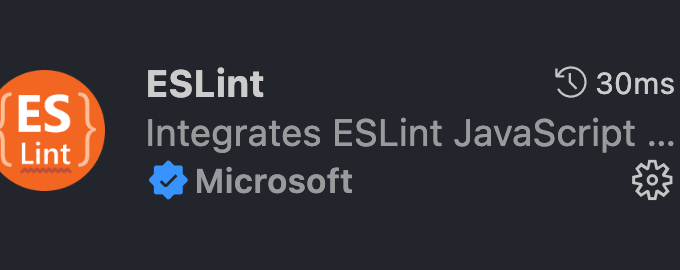 ES
Lint
ESLint
30ms
Integrates ESLint JavaScript ...
Microsoft